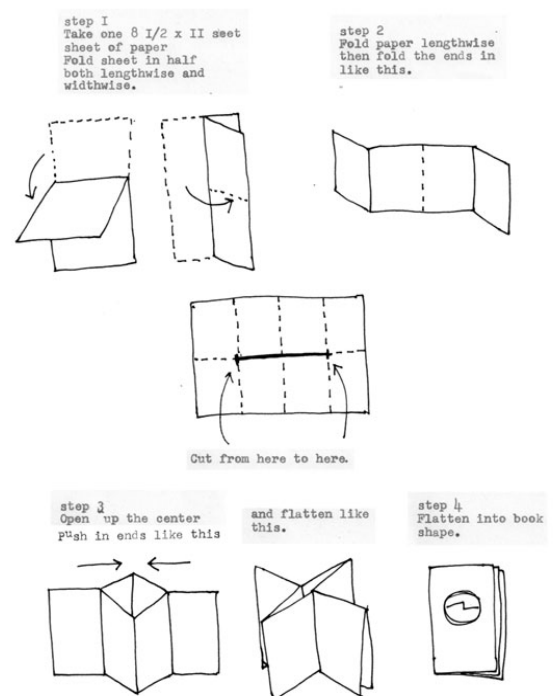 step I
Take one 8 I/2 x II seet
sheet of paper
Fold sheet in half
both lengthwise and
widthwise.
step 2
Fold paper lengthwise
then fold the ends in
like this.
Cut from here to here.
step 3
Open up the center
Push in ends like this
and flatten like
this.
step 4
Flatten into book
shape.